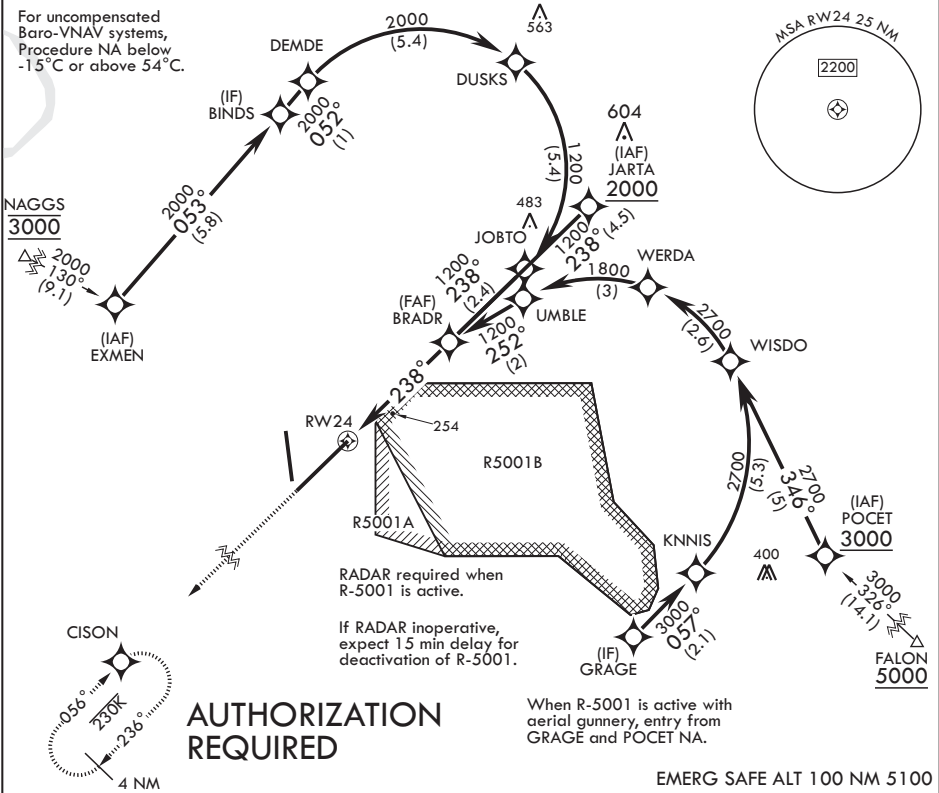 For uncompensated
Baro-VNAV systems,
Procedure NA below
-15°C or above 54°C.
2000
(5.4)
563
DEMDE
DUSKS
MSA RW24 25 NM
2200
(IF)
BINDS
2000
052°
(1)
604
(IAF)
JARTA
2000
1200
(5.4)
2000
053°
(5.8)
NAGGS
3000
2000
130°
(9.1)
(IAF)
EXMEN
483
JOBTO
1200
238°
(4.5)
1200
238°
(2.4)
WERDA
1800
(3)
UMBLE
(FAF)
BRADR
1200
252°
(2)
2700
(2.6)
WISDO
238°
RW24
254
R5001B
R5001A
2700
(5.3)
2700
346°
(5)
(IAF)
POCET
3000
KNNIS
400
3000
326°
(14.1)
FALON
5000
RADAR required when
R-5001 is active.
If RADAR inoperative,
expect 15 min delay for
deactivation of R-5001.
3000
057°
(2.1)
(IF)
GRAGE
CISON
056°
230K
236°
4 NM
AUTHORIZATION
REQUIRED
When R-5001 is active with
aerial gunnery, entry from
GRAGE and POCET NA.
EMERG SAFE ALT 100 NM 5100